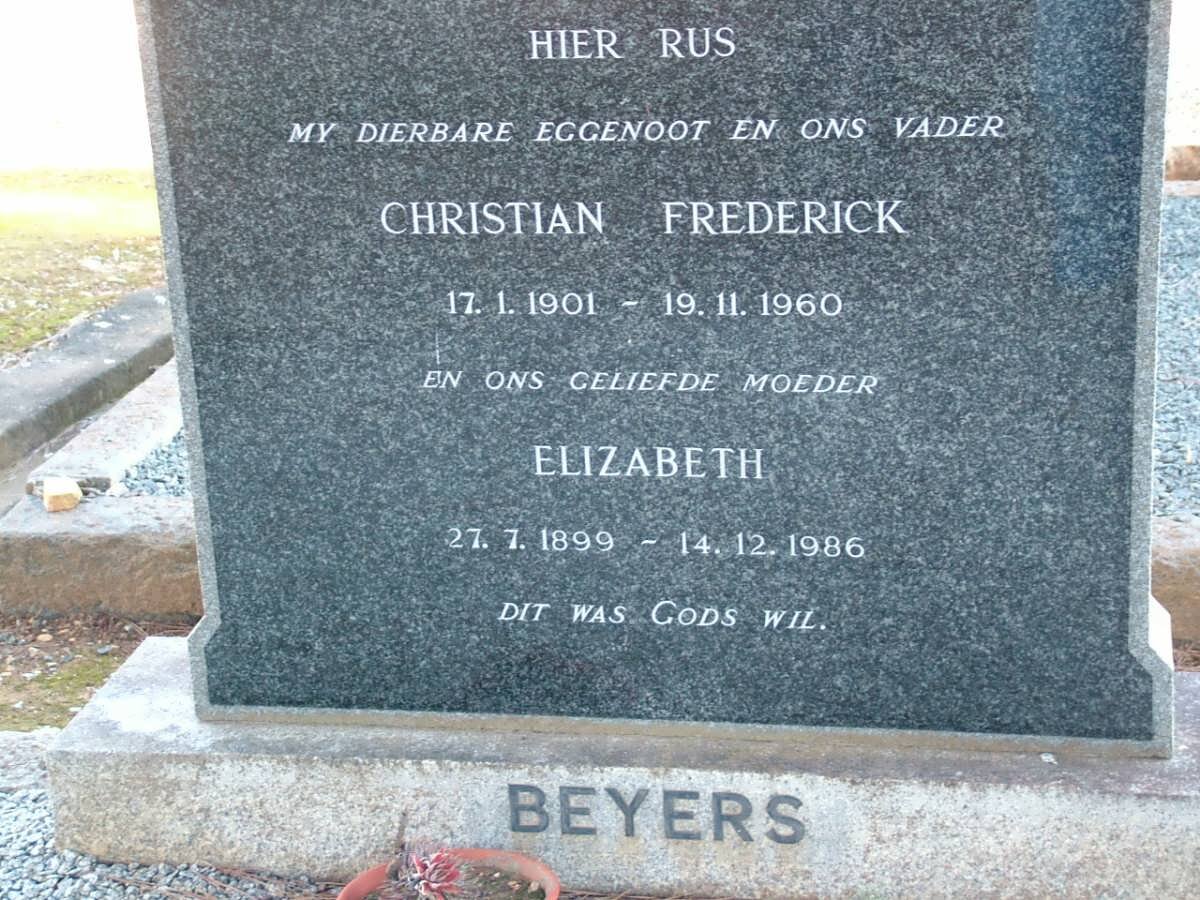 HIER RUS
MY DIERBARE EGGENOOT EN ONS VADER
CHRISTIAN FREDERICK
17. 1. 1901 - 19. 11. 1960
EN ONS GELIEFDE MOEDER
ELIZABETH
27. 7. 1899 - 14. 12. 1986
DIT WAS GODS WIL.
BEYERS